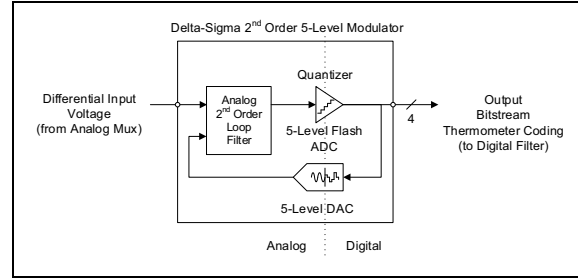 Delta-Sigma 2nd Order 5-Level Modulator
Differential Input
Voltage
(from Analog Mux)
Analog
2nd Order
Loop
Filter
Quantizer
5-Level Flash
ADC
4
Output
Bitstream
Thermometer Coding
(to Digital Filter)
5-Level DAC
Analog
Digital